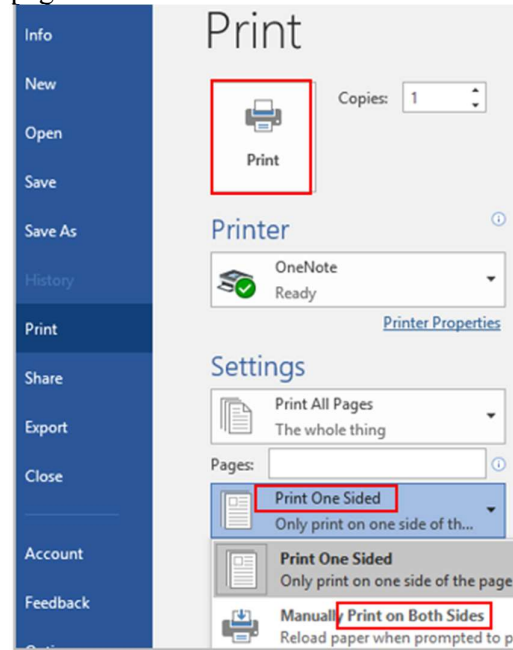 Info
New
Open
Save
Save As
History
Print
Share
Export
Close
Account
Feedback
Print
Copies: 1
Print
Printer
OneNote
Ready
Printer Properties
Settings
Print All Pages
The whole thing
Pages:
Print One Sided
Only print on one side of th...
Print One Sided
Only print on one side of the page
Manually Print on Both Sides
Reload paper when prompted to p